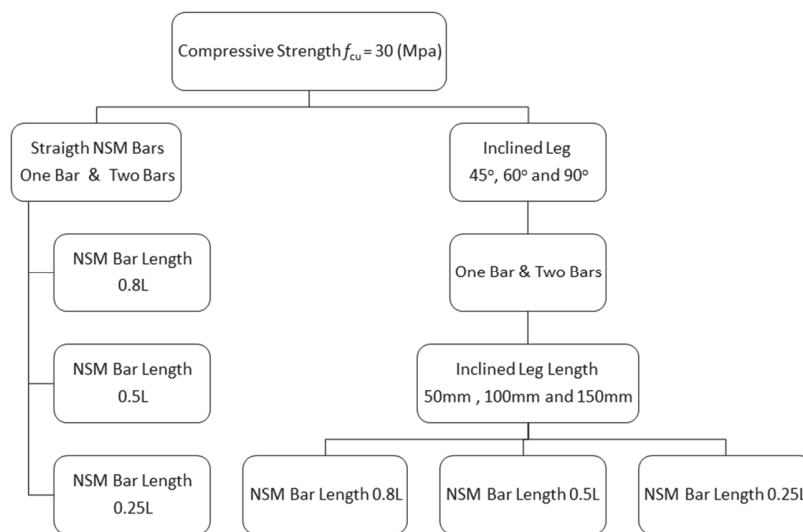 Compressive Strength fcu = 30 (Mpa)
Straigth NSM Bars
One Bar & Two Bars
NSM Bar Length
0.8L
NSM Bar Length
0.5L
NSM Bar Length
0.25L
Inclined Leg
45°, 60° and 90°
One Bar & Two Bars
Inclined Leg Length
50mm , 100mm and 150mm
NSM Bar Length 0.8L
NSM Bar Length 0.5L
NSM Bar Length 0.25L